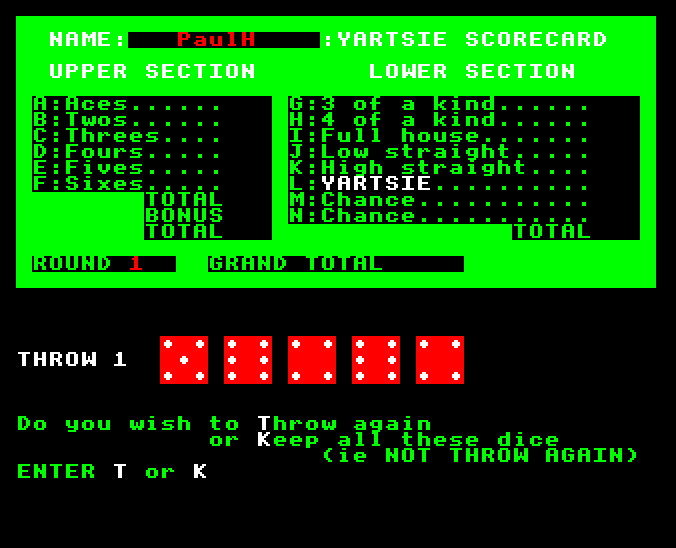 NAME: PaulH :YARTSIE SCORECARD
UPPER SECTION LOWER SECTION
A:Aces...... G:3 of a kind......
B:Twos...... H:4 of a kind......
C:Threes.... I:Full house.......
D:Fours..... J:Low straight.....
E:Fives..... K:High straight....
F:Sixes..... L:YARTSIE..........
TOTAL M:Chance...........
BONUS N:Chance...........
TOTAL TOTAL
ROUND 1 GRAND TOTAL
THROW 1
Do you wish to Throw again
or Keep all these dice
(ie NOT THROW AGAIN)
ENTER T or K